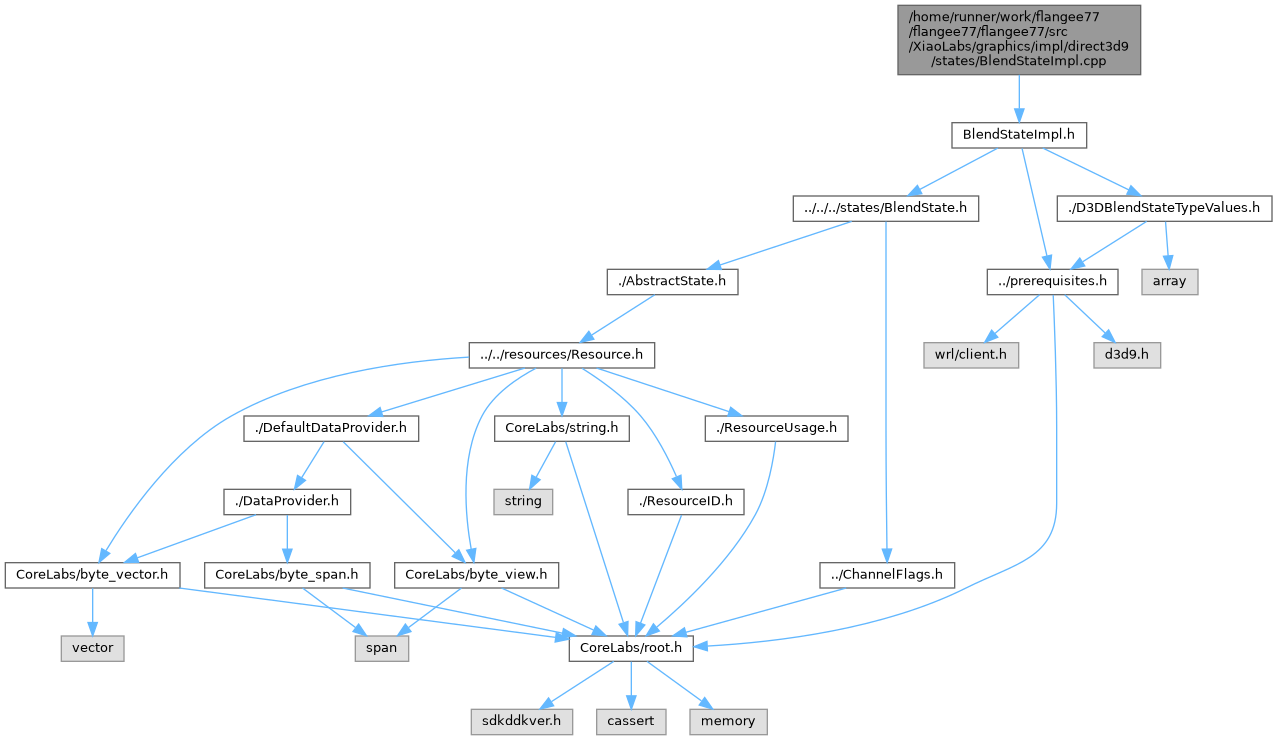 /home/runner/work/flangee77
/flangee77/flangee77/src
/XiaoLabs/graphics/impl/direct3d9
/states/BlendStateImpl.cpp
BlendStateImpl.h
../../../states/BlendState.h
./D3DBlendStateTypeValues.h
./AbstractState.h
../prerequisites.h
array
../../resources/Resource.h
wrl/client.h
d3d9.h
./DefaultDataProvider.h
CoreLabs/string.h
./ResourceUsage.h
./DataProvider.h
string
./ResourceID.h
CoreLabs/byte_vector.h
CoreLabs/byte_span.h
CoreLabs/byte_view.h
../ChannelFlags.h
vector
span
CoreLabs/root.h
sdkddkver.h
cassert
memory